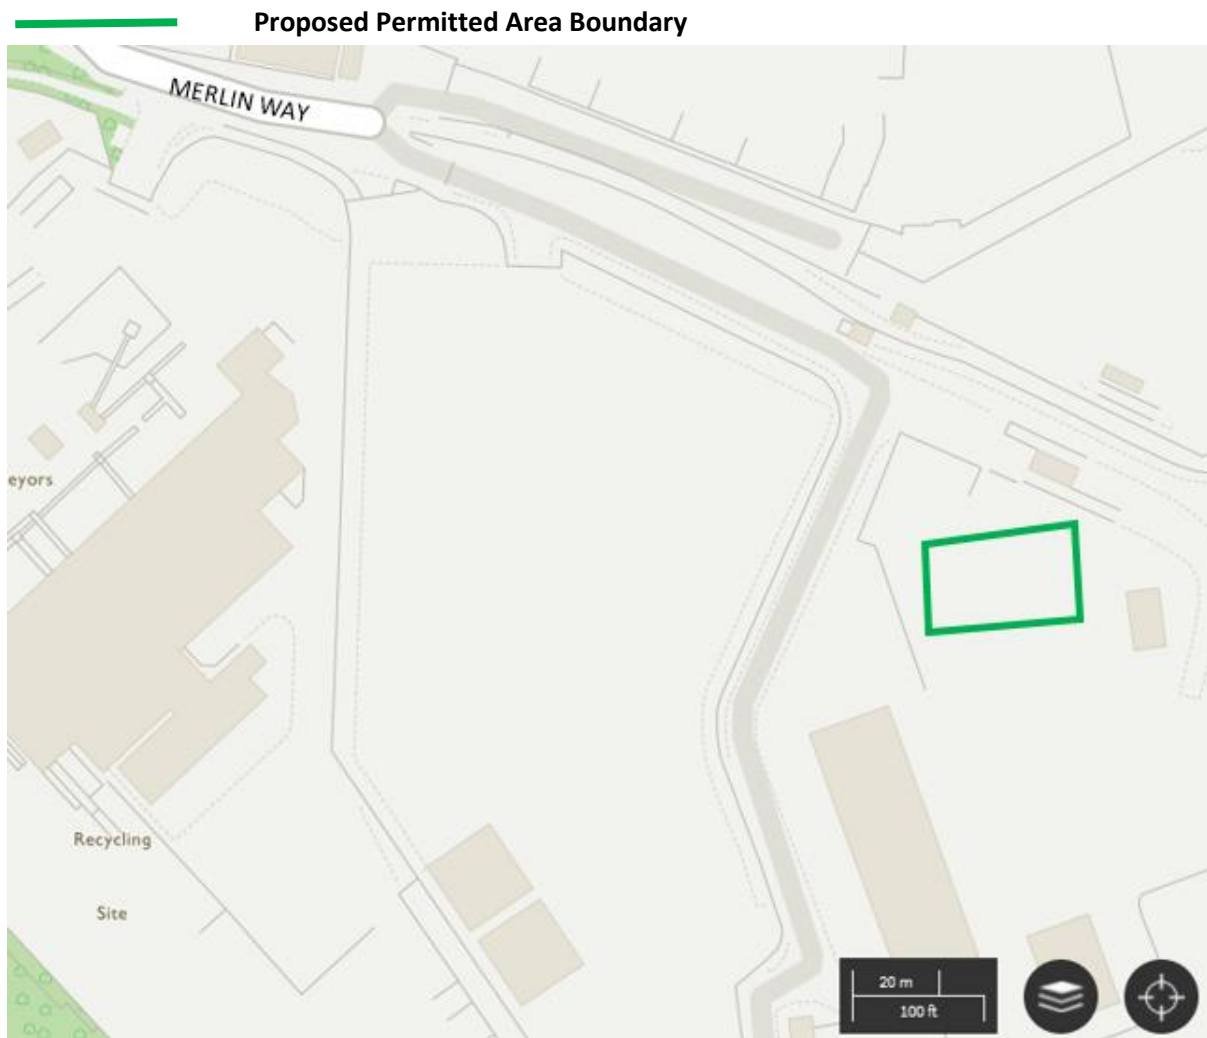 Proposed Permitted Area Boundary
MERLIN WAY
eyors
Recycling
Site
20 m
100 ft